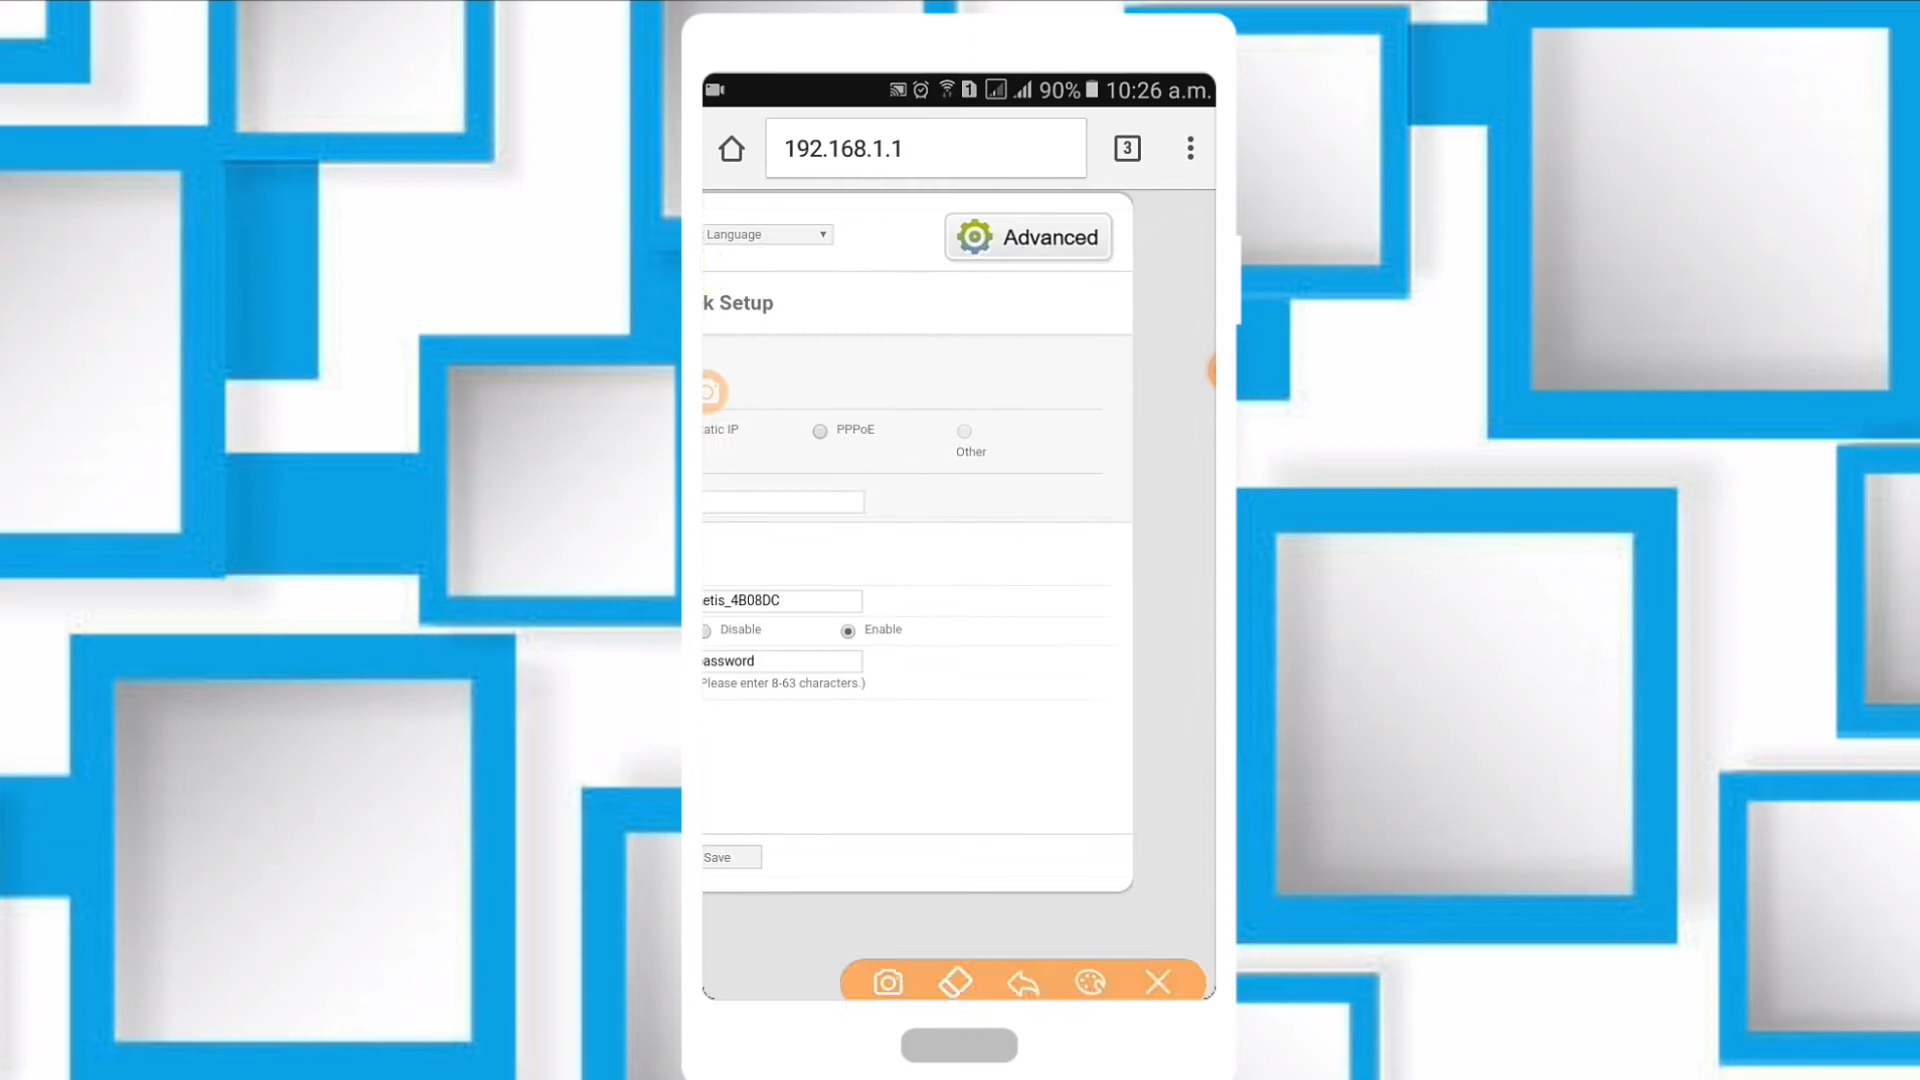 1 90% 10:26 a.m.
192.168.1.1 3
Language Advanced
k Setup
atic IP PPPoE
Other
etis_4B08DC
Disable Enable
assword
Please enter 8-63 characters.)
Save